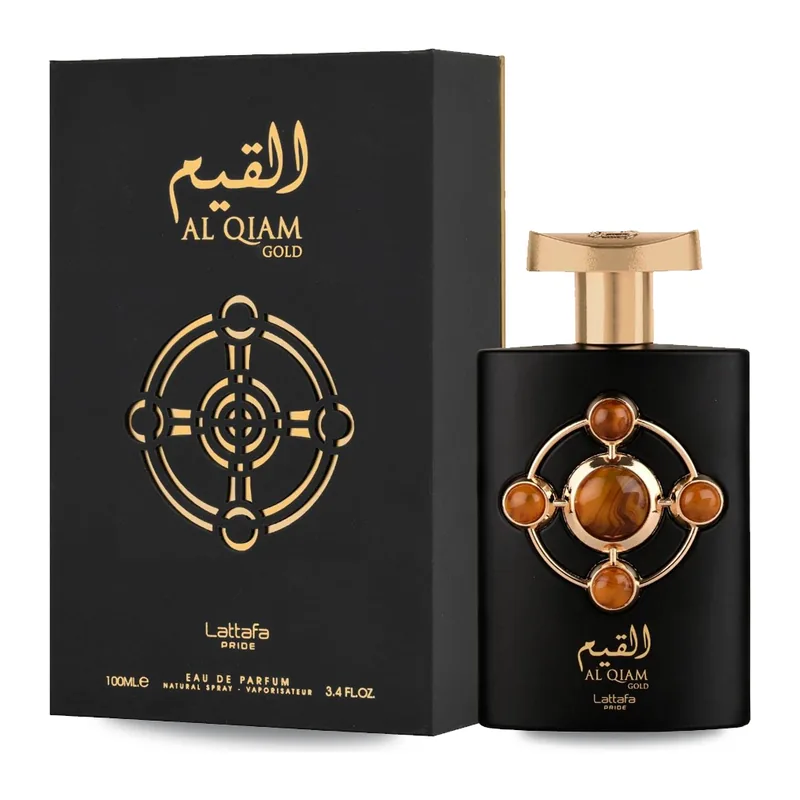 القيم
AL QIAM
GOLD
Lattafa
PRIDE
100ML.e EAU DE PARFUM 3.4 FL.OZ.
NATURAL SPRAY - VAPORISATEUR
القيم
AL QIAM
GOLD
Lattafa
PRIDE